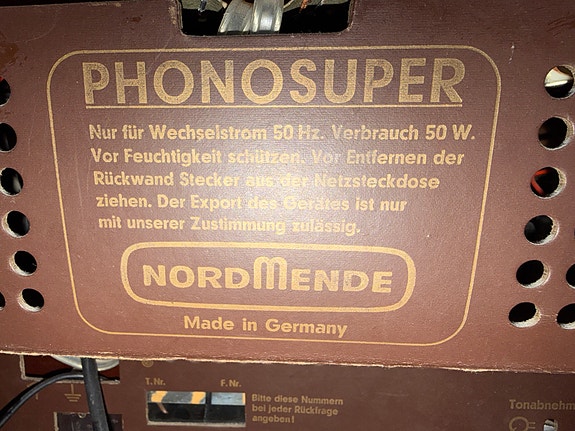 PHONOSUPER
Nur für Wechselstrom 50 Hz. Verbrauch 50 W.
Vor Feuchtigkeit schützen. Vor Entfernen der
Rückwand Stecker aus der Netzsteckdose
ziehen. Der Export des Gerätes ist nur
mit unserer Zustimmung zulässig.
NORDMENDE
Made in Germany
T. Nr. F. Nr.
Bitte diese Nummern
bei jeder Rückfrage
angeben!
Tonabnehm